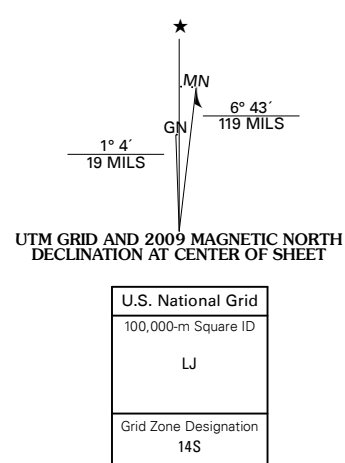 MN
GN
6° 43´
119 MILS
1° 4´
19 MILS
UTM GRID AND 2009 MAGNETIC NORTH
DECLINATION AT CENTER OF SHEET
U.S. National Grid
100,000-m Square ID
LJ
Grid Zone Designation
14S